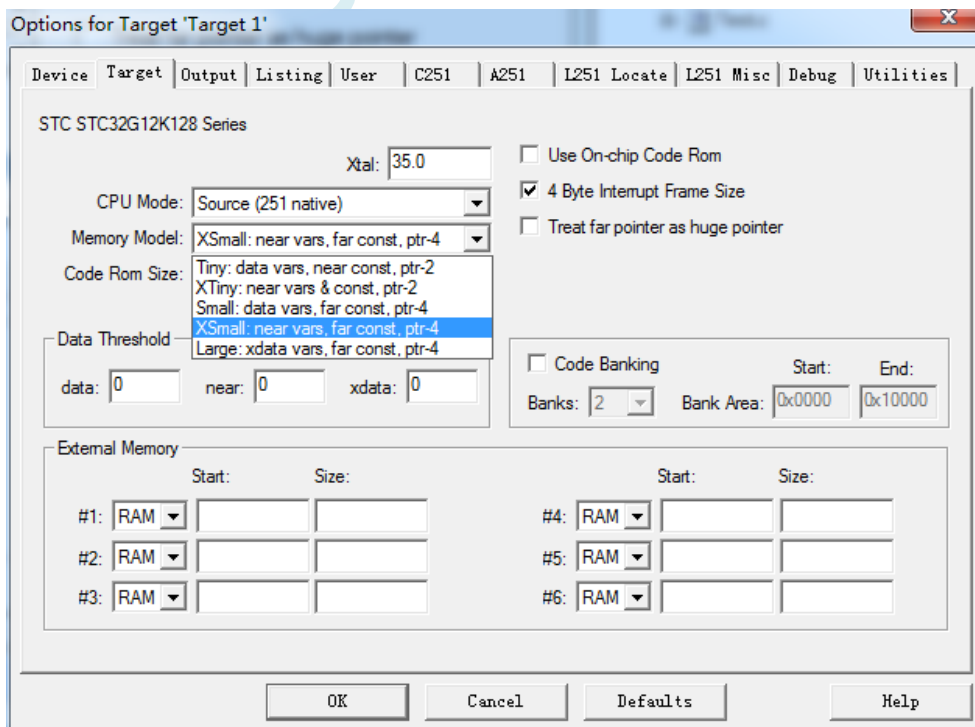 Options for Target 'Target 1'
Device Target Output Listing User C251 A251 L251 Locate L251 Misc Debug Utilities
STC STC32G12K128 Series
Xtal: 35.0
Use On-chip Code Rom
CPU Mode: Source (251 native)
4 Byte Interrupt Frame Size
Memory Model: XSmall: near vars, far const, ptr-4
Treat far pointer as huge pointer
Code Rom Size:
Tiny: data vars, near const, ptr-2
XTiny: near vars & const, ptr-2
Small: data vars, far const, ptr-4
XSmall: near vars, far const, ptr-4
Large: xdata vars, far const, ptr-4
Data Threshold
data: 0 near: 0 xdata: 0
Code Banking Start: End:
Banks: 2 Bank Area: 0x0000 0x10000
External Memory
Start: Size: Start: Size:
#1: RAM #4: RAM
#2: RAM #5: RAM
#3: RAM #6: RAM
OK Cancel Defaults Help